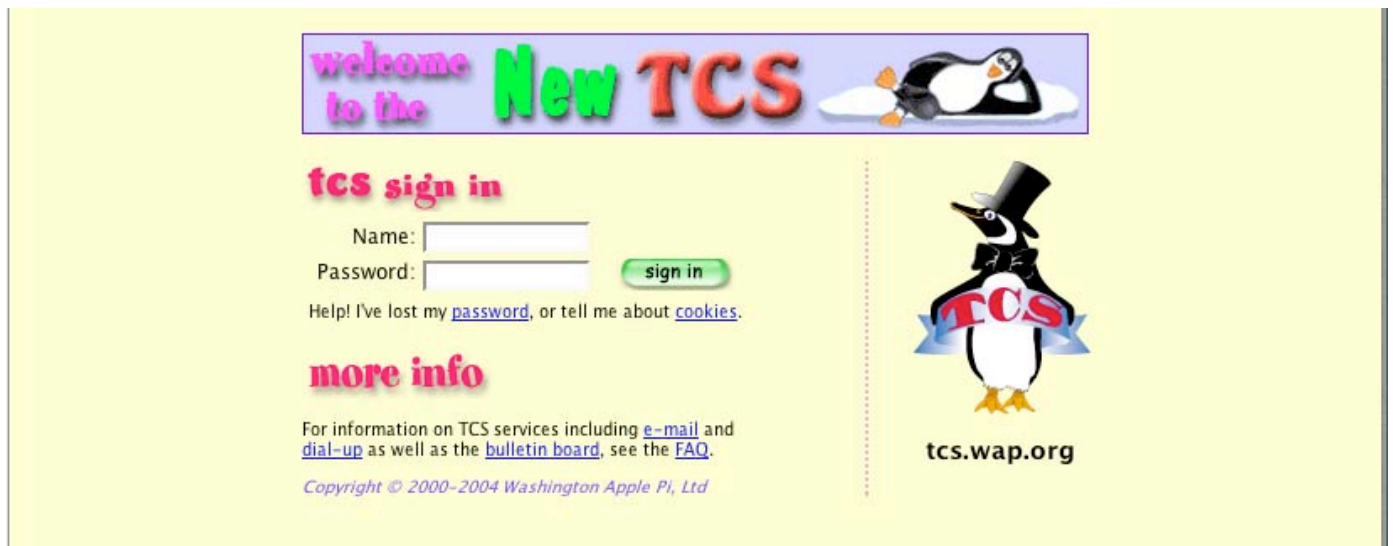 welcome
to the
New TCS
tcs sign in
Name:
Password:
sign in
Help! I've lost my password, or tell me about cookies.
more info
For information on TCS services including e-mail and
dial-up as well as the bulletin board, see the FAQ.
Copyright © 2000-2004 Washington Apple Pi, Ltd
TCS
tcs.wap.org